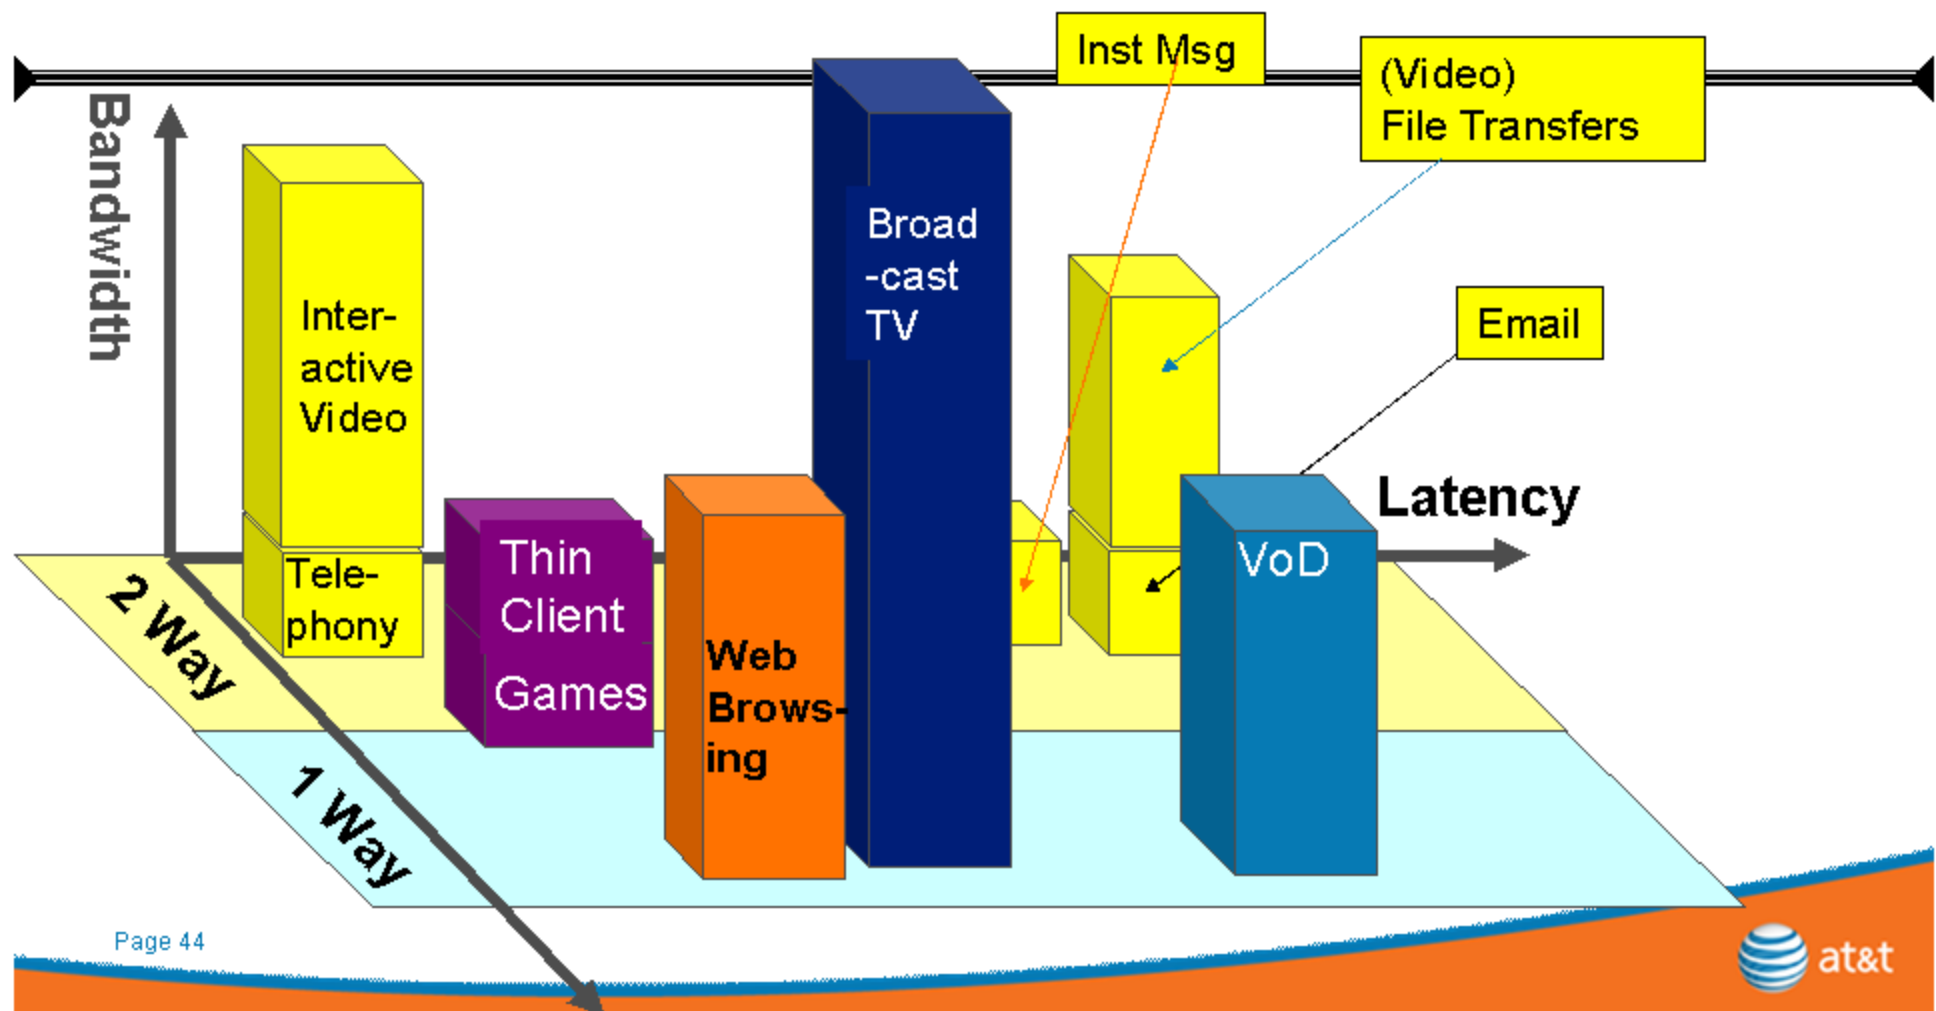 Inst Msg
(Video)
File Transfers
Bandwidth
Broad
-cast
TV
Inter-
active
Video
Email
Latency
Tele-
phony
Thin
Client
Games
VoD
Web
Brows-
ing
2 Way
1 Way
Page 44
at&t